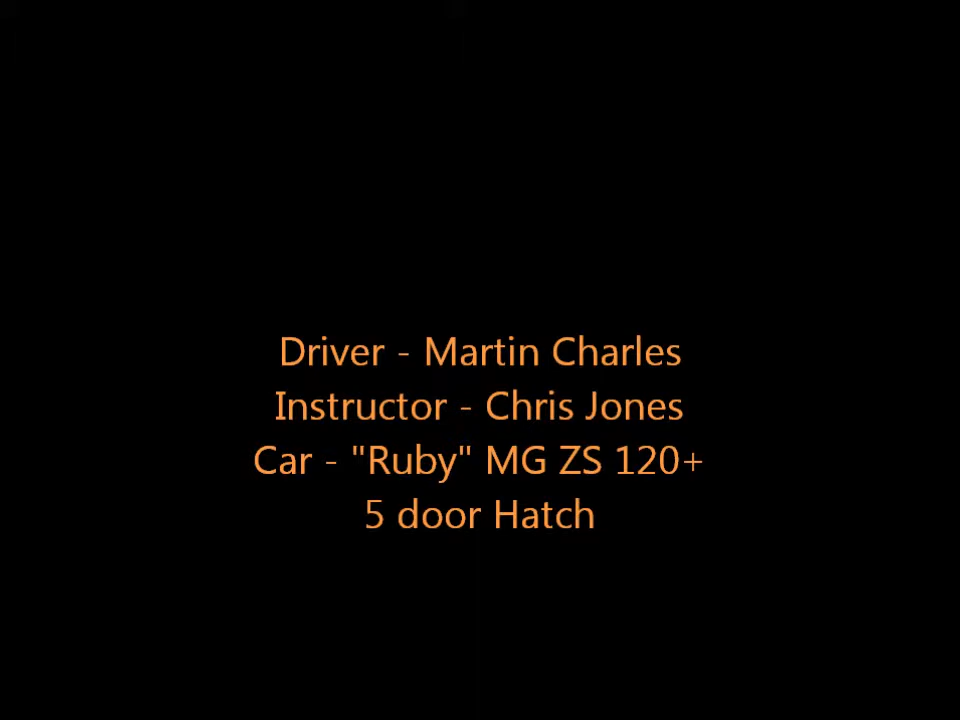 Driver - Martin Charles
Instructor - Chris Jones
Car - "Ruby" MG ZS 120+
5 door Hatch